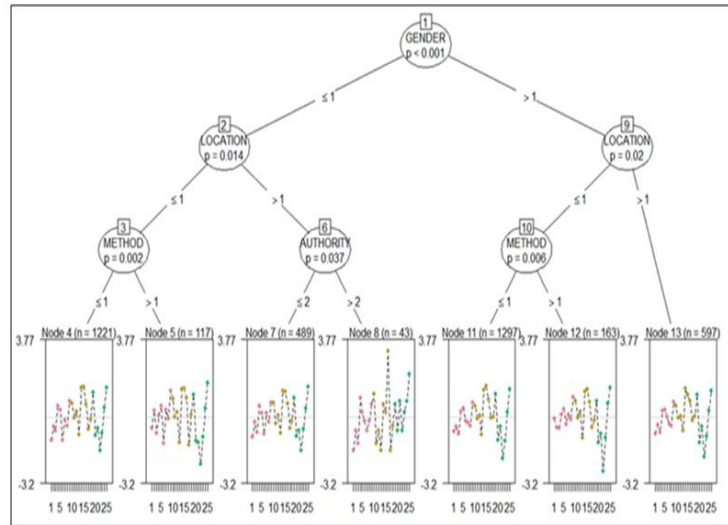 1
GENDER
p < 0.001
≤ 1
> 1
2
LOCATION
p = 0.014
9
LOCATION
p = 0.02
≤ 1
> 1
≤ 1
> 1
3
METHOD
p = 0.002
6
AUTHORITY
p = 0.037
10
METHOD
p = 0.006
≤ 1
> 1
≤ 2
> 2
≤ 1
> 1
Node 4 (n = 1221)
Node 5 (n = 117)
Node 7 (n = 489)
Node 8 (n = 43)
Node 11 (n = 1297)
Node 12 (n = 163)
Node 13 (n = 597)
3.77
3.77
3.77
3.77
3.77
3.77
3.77
-3.2
-3.2
-3.2
-3.2
-3.2
-3.2
-3.2
1 5 10152025
1 5 10152025
1 5 10152025
1 5 10152025
1 5 10152025
1 5 10152025
1 5 10152025